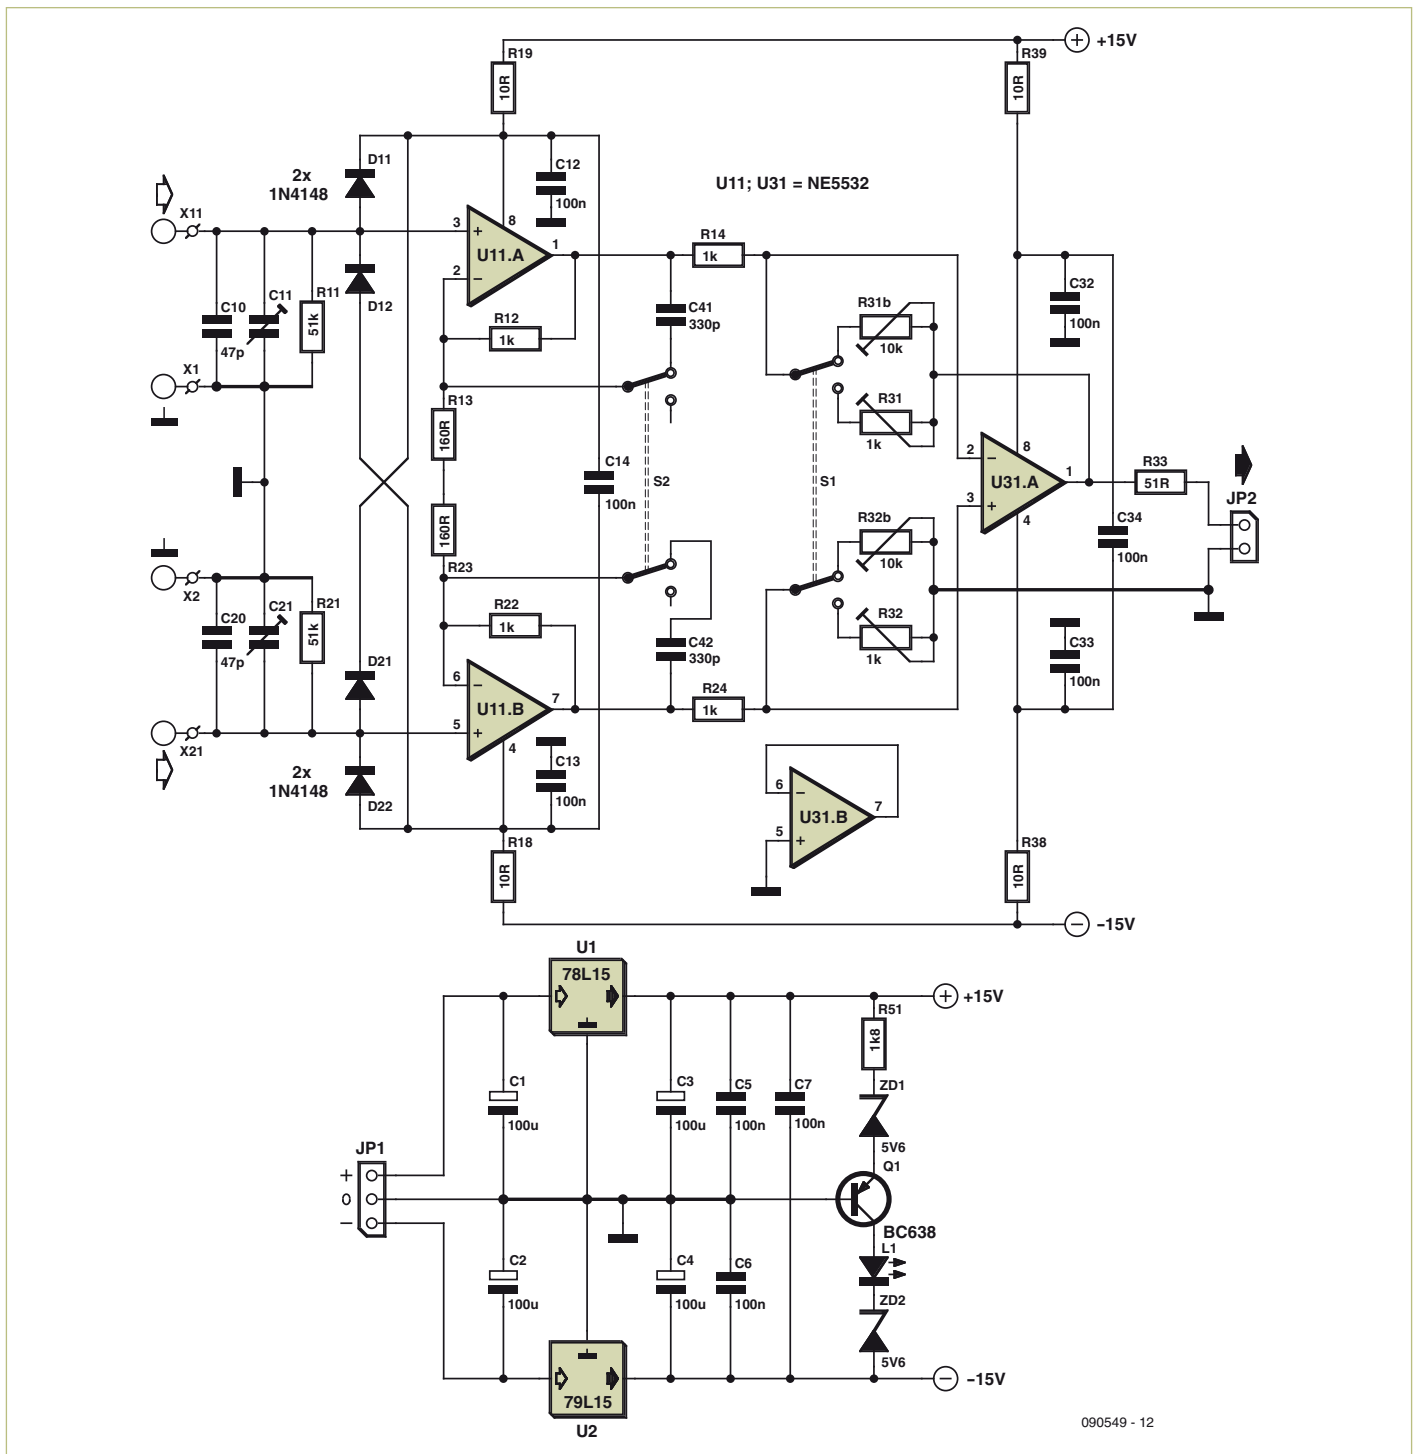 R19
10R
R39
10R
+15V
D11
2x
1N4148
C12
100n
U11; U31 = NE5532
X11
3
+
8
U11.A
1
2
−
R14
1k
C10
47p
C11
R11
51k
D12
R12
1k
C41
330p
R31b
10k
C32
100n
X1
R13
160R
R31
1k
C14
100n
S2
S1
2
−
8
U31.A
1
3
+
4
R33
51R
JP2
160R
R23
R32b
10k
C34
100n
X2
C20
47p
C21
R21
51k
R22
1k
R32
1k
C42
330p
C33
100n
D21
6
−
U11.B
7
5
+
4
R24
1k
X21
2x
1N4148
D22
C13
100n
6
−
U31.B
7
5
+
R18
10R
R38
10R
−15V
U1
78L15
+15V
R51
1k8
C1
100u
C3
100u
C5
100n
C7
100n
ZD1
5V6
JP1
+
0
−
Q1
BC638
L1
C2
100u
C4
100u
C6
100n
ZD2
5V6
79L15
U2
−15V
090549 - 12